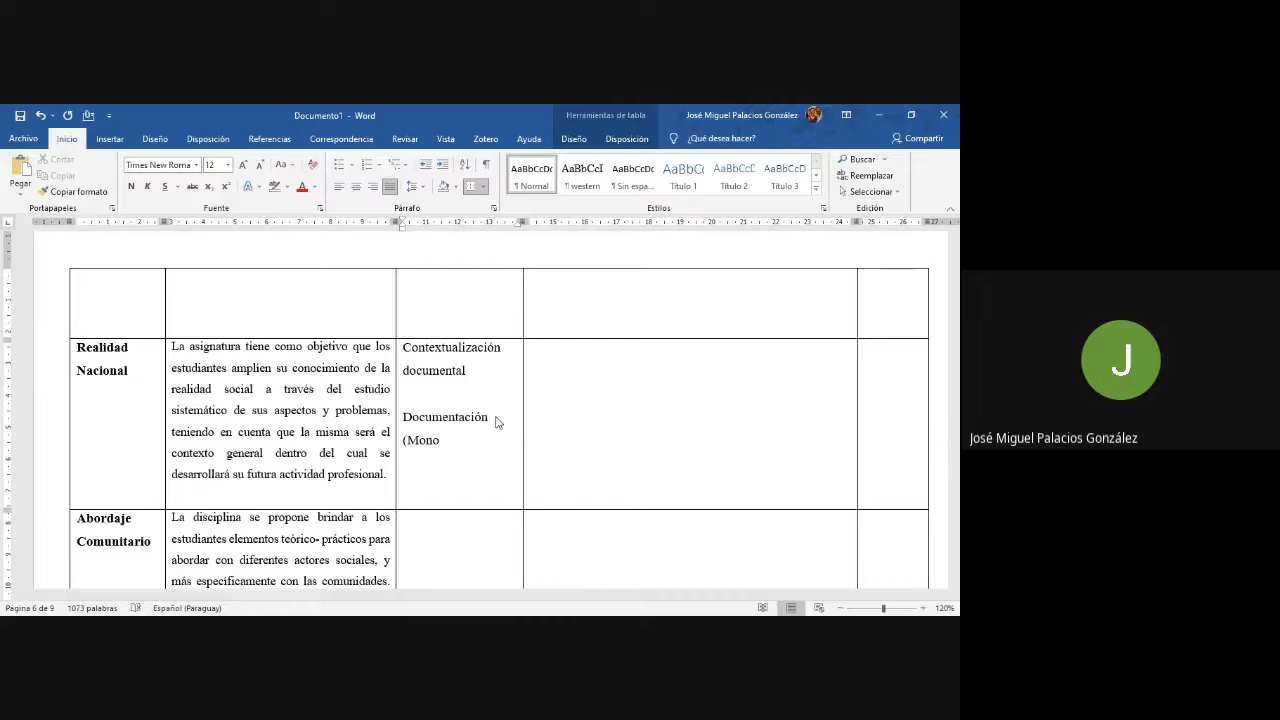 Documento1 - Word
Herramientas de tabla
José Miguel Palacios González
Archivo
Inicio
Insertar
Diseño
Disposición
Referencias
Correspondencia
Revisar
Vista
Zotero
Ayuda
Diseño
Disposición
¿Qué desea hacer?
Compartir
Pegar
Cortar
Copiar
Copiar formato
Portapapeles
Times New Roma
12
Aa
N K S abc x₂ x²
Fuente
Párrafo
AaBbCcDc
¶ Normal
AaBbCcI
¶ western
AaBbCcDc
¶ Sin espa...
AaBbC(
Título 1
AaBbCcC
Título 2
AaBbCcD
Título 3
Estilos
Buscar
Reemplazar
Seleccionar
Edición
Realidad
Nacional
La asignatura tiene como objetivo que los
estudiantes amplíen su conocimiento de la
realidad social a través del estudio
sistemático de sus aspectos y problemas,
teniendo en cuenta que la misma será el
contexto general dentro del cual se
desarrollará su futura actividad profesional.
Contextualización
documental
Documentación
(Mono
Abordaje
Comunitario
La disciplina se propone brindar a los
estudiantes elementos teórico- prácticos para
abordar con diferentes actores sociales, y
más específicamente con las comunidades.
Página 6 de 9
1073 palabras
Español (Paraguay)
120%
J
José Miguel Palacios González